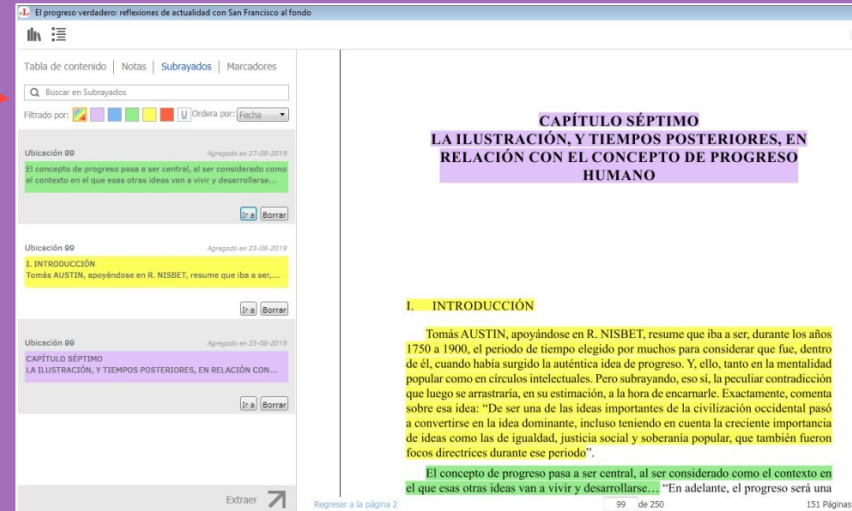 El progreso verdadero: reflexiones de actualidad con San Francisco al fondo
Tabla de contenido | Notas | Subrayados | Marcadores
Buscar en Subrayados
Filtrado por: U Ordera por: Fecha
Ubicación 99 Agregado en 27-08-2019
El concepto de progreso pasa a ser central, al ser considerado como
el contexto en el que esas otras ideas van a vivir y desarrollarse...
Ir a Borrar
Ubicación 99 Agregado en 23-08-2019
I. INTRODUCCIÓN
Tomás AUSTIN, apoyándose en R. NISBET, resume que iba a ser,...
Ir a Borrar
Ubicación 99 Agregado en 23-08-2019
CAPÍTULO SÉPTIMO
LA ILUSTRACIÓN, Y TIEMPOS POSTERIORES, EN RELACIÓN CON...
Ir a Borrar
Extraer
CAPÍTULO SÉPTIMO
LA ILUSTRACIÓN, Y TIEMPOS POSTERIORES, EN
RELACIÓN CON EL CONCEPTO DE PROGRESO
HUMANO
I. INTRODUCCIÓN
Tomás AUSTIN, apoyándose en R. NISBET, resume que iba a ser, durante los años
1750 a 1900, el periodo de tiempo elegido por muchos para considerar que fue, dentro
de él, cuando había surgido la auténtica idea de progreso. Y, ello, tanto en la mentalidad
popular como en círculos intelectuales. Pero subrayando, eso sí, la peculiar contradicción
que luego se arrastraría, en su estimación, a la hora de encarnarle. Exactamente, comenta
sobre esa idea: “De ser una de las ideas importantes de la civilización occidental pasó
a convertirse en la idea dominante, incluso teniendo en cuenta la creciente importancia
de ideas como las de igualdad, justicia social y soberanía popular, que también fueron
focos directrices durante ese periodo”.
El concepto de progreso pasa a ser central, al ser considerado como el contexto en
el que esas otras ideas van a vivir y desarrollarse… “En adelante, el progreso será una
Regresar a la página 2
99 de 250
151 Páginas